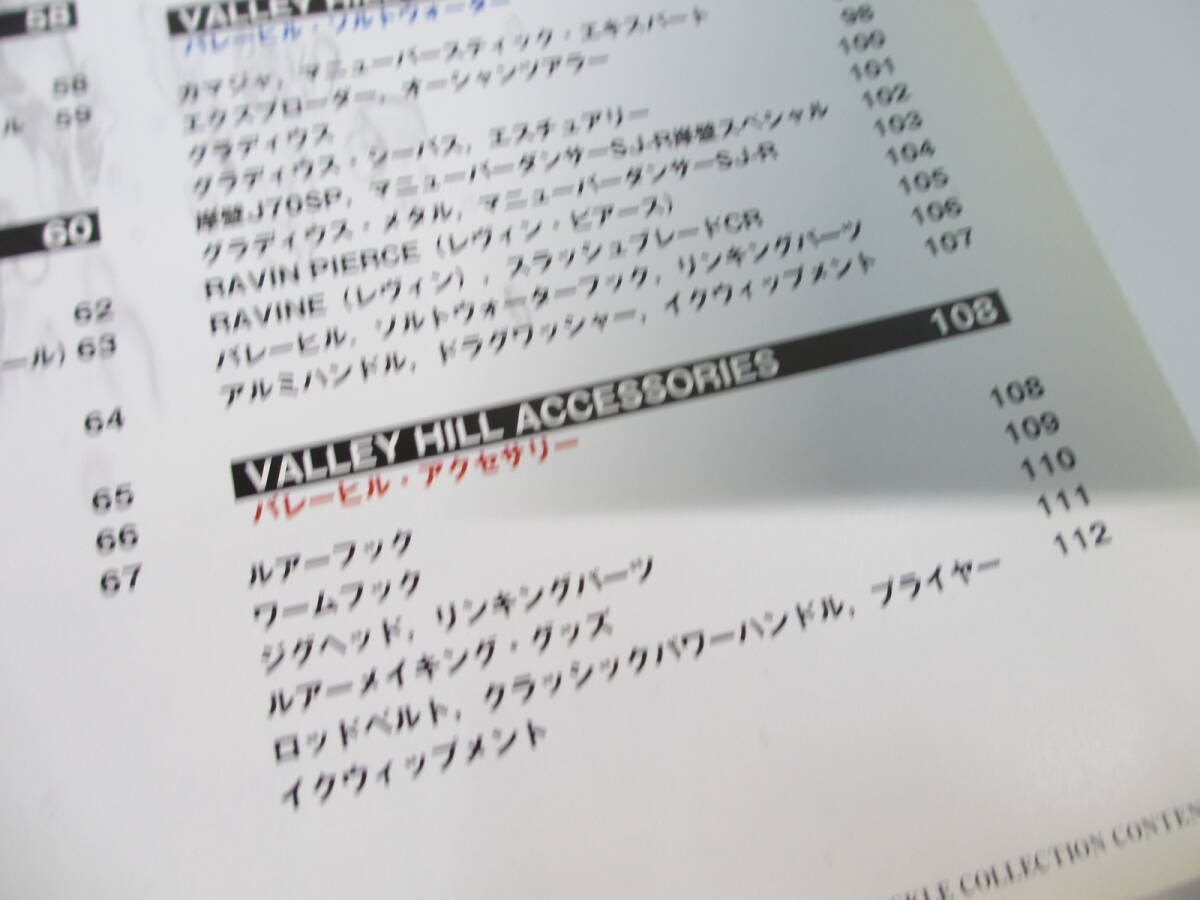 58
58
ル 59
60
62
ール) 63
64
65
66
67
VALLEY HILL
バレーヒル・ソルトウォーター
カマジャ, マニューバースティック・エキスパート 98
エクスプローダー, オーシャンツアラー 100
グラディウス 101
グラディウス・シーバス, エスチュアリー 102
岸壁J70SP, マニューバーダンサーSJ-R岸壁スペシャル 103
グラディウス・メタル, マニューバーダンサーSJ-R 104
RAVIN PIERCE (レヴィン・ピアース) 105
RAVINE (レヴィン), スラッシュブレードCR 106
バレーヒル, ソルトウォーターフック, リンキングパーツ 107
アルミハンドル, ドラグワッシャー, イクウィップメント
VALLEY HILL ACCESSORIES 108
バレーヒル・アクセサリー
ルアーフック 108
ワームフック 109
ジグヘッド, リンキングパーツ 110
ルアーメイキング・グッズ 111
ロッドベルト, クラッシックパワーハンドル, プライヤー 112
イクウィップメント
COLLECTION